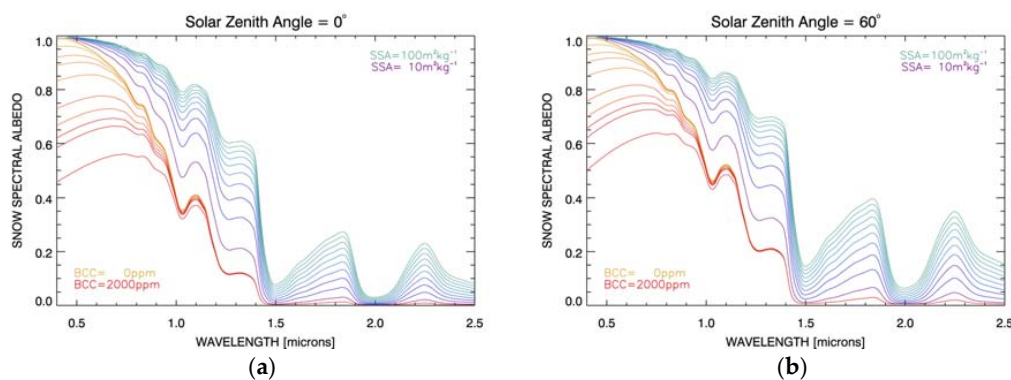 Solar Zenith Angle = 0°
SSA=100m²kg⁻¹
SSA= 10m²kg⁻¹
1.0
0.8
0.6
0.4
0.2
0.0
SNOW SPECTRAL ALBEDO
BCC= 0ppm
BCC=2000ppm
0.5 1.0 1.5 2.0 2.5
WAVELENGTH [microns]
(a)
Solar Zenith Angle = 60°
SSA=100m²kg⁻¹
SSA= 10m²kg⁻¹
1.0
0.8
0.6
0.4
0.2
0.0
SNOW SPECTRAL ALBEDO
BCC= 0ppm
BCC=2000ppm
0.5 1.0 1.5 2.0 2.5
WAVELENGTH [microns]
(b)